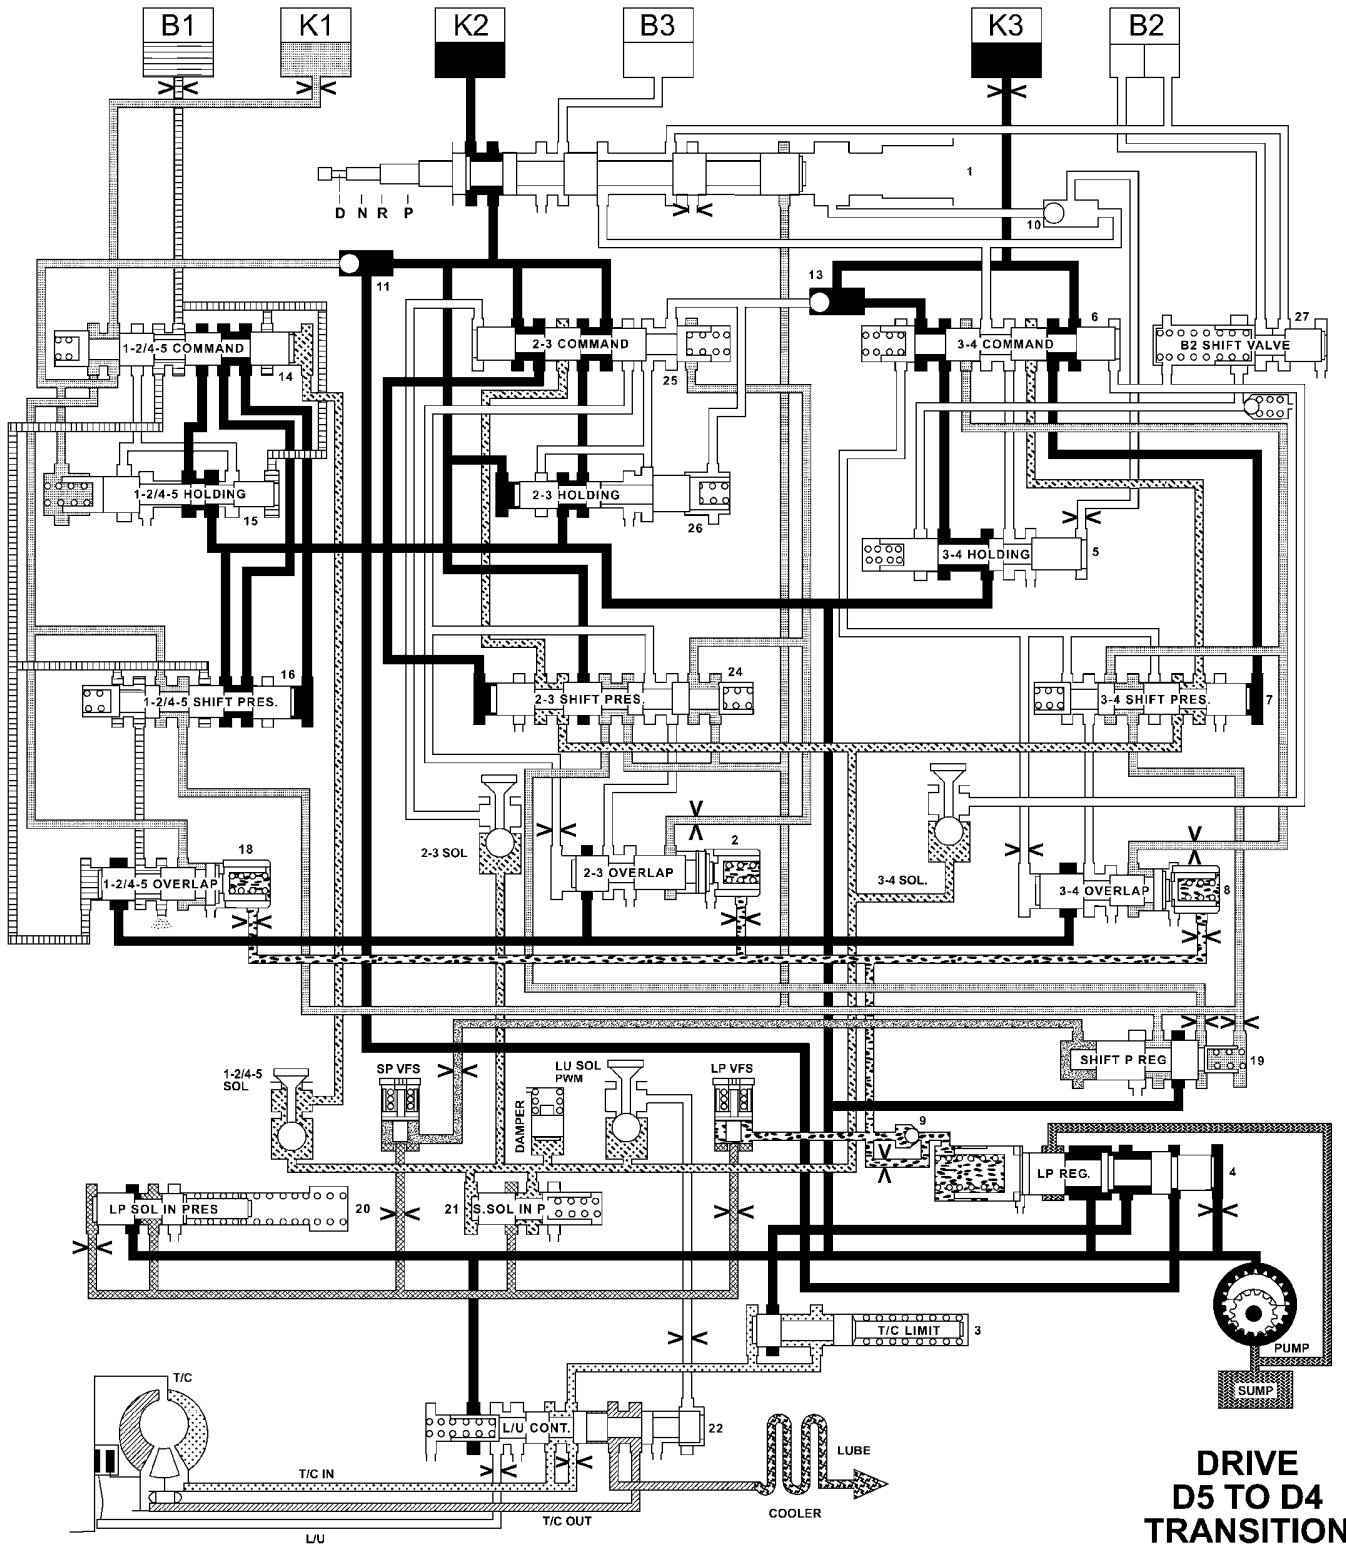 B1 K1 K2 B3 K3 B2
1
D N R P
10
11
13
6
27
1-2/4-5 COMMAND
2-3 COMMAND
3-4 COMMAND
B2 SHIFT VALVE
14
25
1-2/4-5 HOLDING
2-3 HOLDING
15
26
3-4 HOLDING
5
16
24
1-2/4-5 SHIFT PRES.
2-3 SHIFT PRES.
3-4 SHIFT PRES.
7
2-3 SOL
2
18
1-2/4-5 OVERLAP
2-3 OVERLAP
3-4 SOL.
3-4 OVERLAP
8
SHIFT P REG
19
1-2/4-5
SOL
SP VFS
LU SOL
PWM
LP VFS
DAMPER
9
LP REG.
4
LP SOL IN PRES
20
21
S.SOL IN P
T/C LIMIT
3
PUMP
SUMP
T/C
L/U CONT.
22
LUBE
T/C IN
COOLER
T/C OUT
L/U
DRIVE
D5 TO D4
TRANSITION